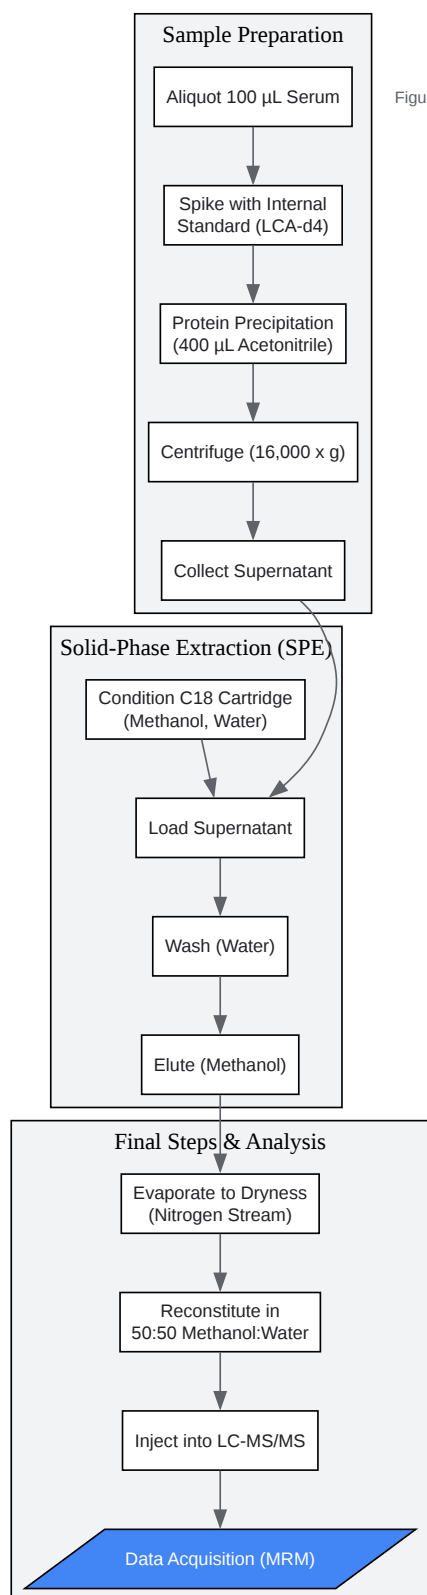 Sample Preparation
Aliquot 100 µL Serum
Figu
Spike with Internal
Standard (LCA-d4)
Protein Precipitation
(400 µL Acetonitrile)
Centrifuge (16,000 x g)
Collect Supernatant
Solid-Phase Extraction (SPE)
Condition C18 Cartridge
(Methanol, Water)
Load Supernatant
Wash (Water)
Elute (Methanol)
Final Steps & Analysis
Evaporate to Dryness
(Nitrogen Stream)
Reconstitute in
50:50 Methanol:Water
Inject into LC-MS/MS
Data Acquisition (MRM)